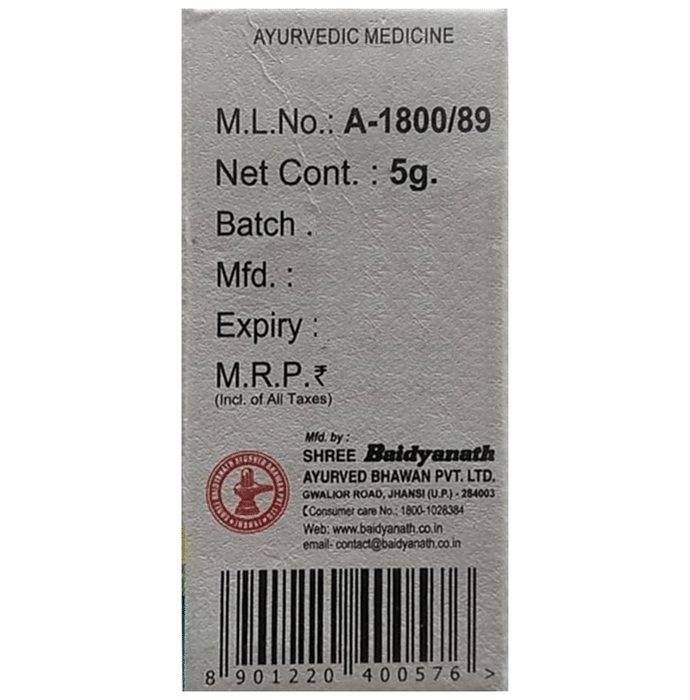 AYURVEDIC MEDICINE
M.L.No.: A-1800/89
Net Cont. : 5g.
Batch .
Mfd. :
Expiry :
M.R.P.₹
(Incl. of All Taxes)
Mfd. by :
SHREE Baidyanath
AYURVED BHAWAN PVT. LTD.
GWALIOR ROAD, JHANSI (U.P.) - 284003
Consumer care No.: 1800-1028384
Web: www.baidyanath.co.in
email- contact@baidyanath.co.in
8 901220 400576 >